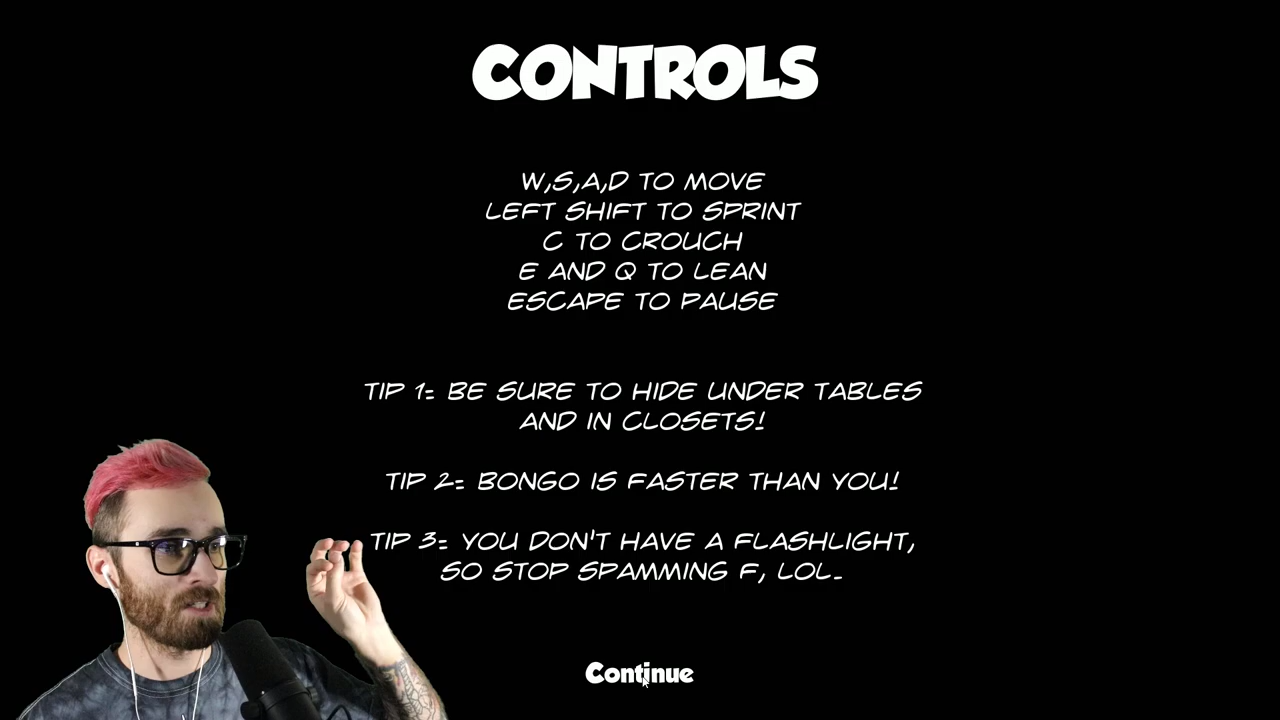 CONTROLS
W,S,A,D TO MOVE
LEFT SHIFT TO SPRINT
C TO CROUCH
E AND Q TO LEAN
ESCAPE TO PAUSE
TIP 1: BE SURE TO HIDE UNDER TABLES
AND IN CLOSETS!
TIP 2: BONGO IS FASTER THAN YOU!
TIP 3: YOU DON'T HAVE A FLASHLIGHT,
SO STOP SPAMMING F, LOL.
Continue